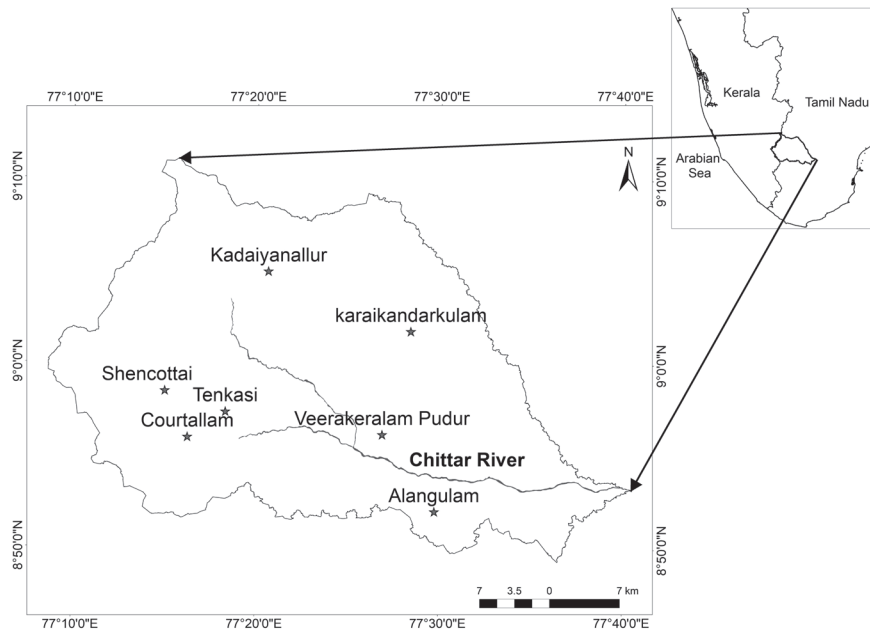 Kerala
Tamil Nadu
Arabian
Sea
77°10'0"E
77°20'0"E
77°30'0"E
77°40'0"E
9°10'0"N
9°10'0"N
N
Kadaiyanallur
karaikandarkulam
9°0'0"N
9°0'0"N
Shencottai
Tenkasi
Courtallam
Veerakeralam Pudur
Chittar River
Alangulam
8°50'0"N
8°50'0"N
7 3.5 0 7 km
77°10'0"E
77°20'0"E
77°30'0"E
77°40'0"E